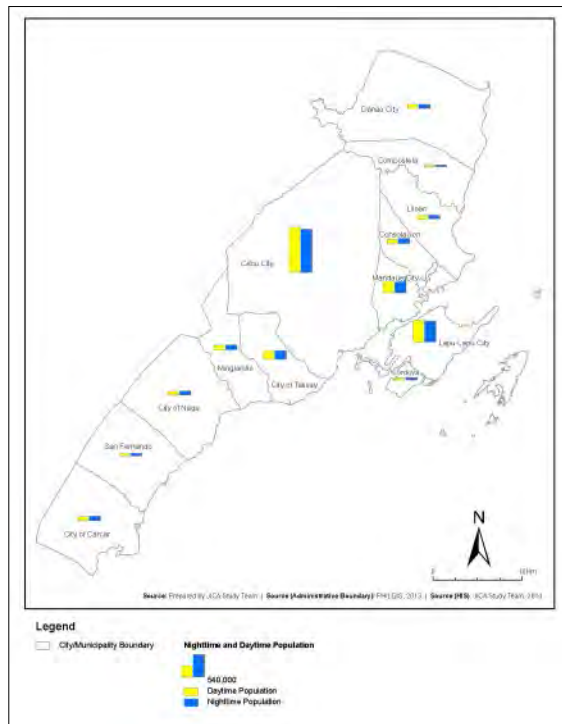 Danao City
Compostela
Liloan
Consolacion
Cebu City
Mandaue City
Lapu-Lapu City
Minglanilla
City of Talisay
Cordova
City of Naga
San Fernando
City of Carcar
N
0
Source: Prepared by JICA Study Team | Source (Administrative Boundary): PHILGIS, 2013 | Source (HIS): JICA Study Team, 2014
Legend
City/Municipality Boundary
Nighttime and Daytime Population
540,000
Daytime Population
Nighttime Population